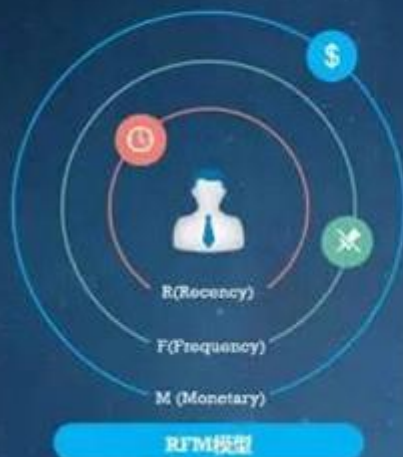 $
R(Recency)
F(Frequency)
M (Monetary)
RFM模型